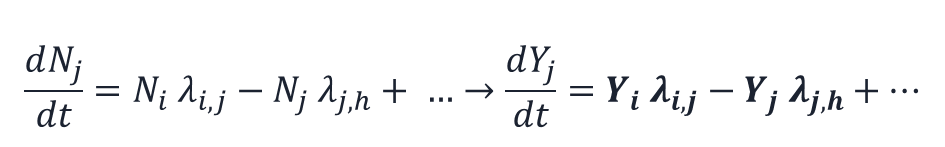 dN_j/dt = N_i λ_{i,j} − N_j λ_{j,h} + … → dY_j/dt = Y_i λ_{i,j} − Y_j λ_{j,h} + ⋯